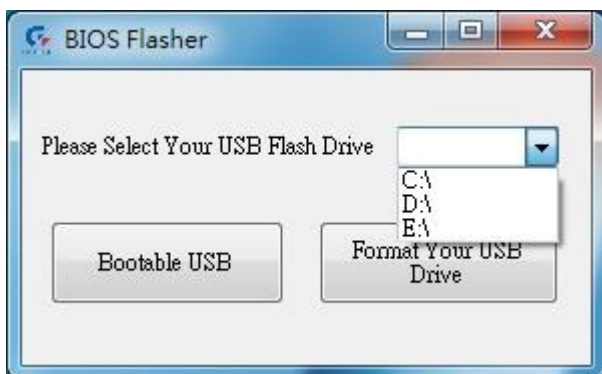 BIOS Flasher
Please Select Your USB Flash Drive
C:\
D:\
E:\
Bootable USB
Format Your USB
Drive